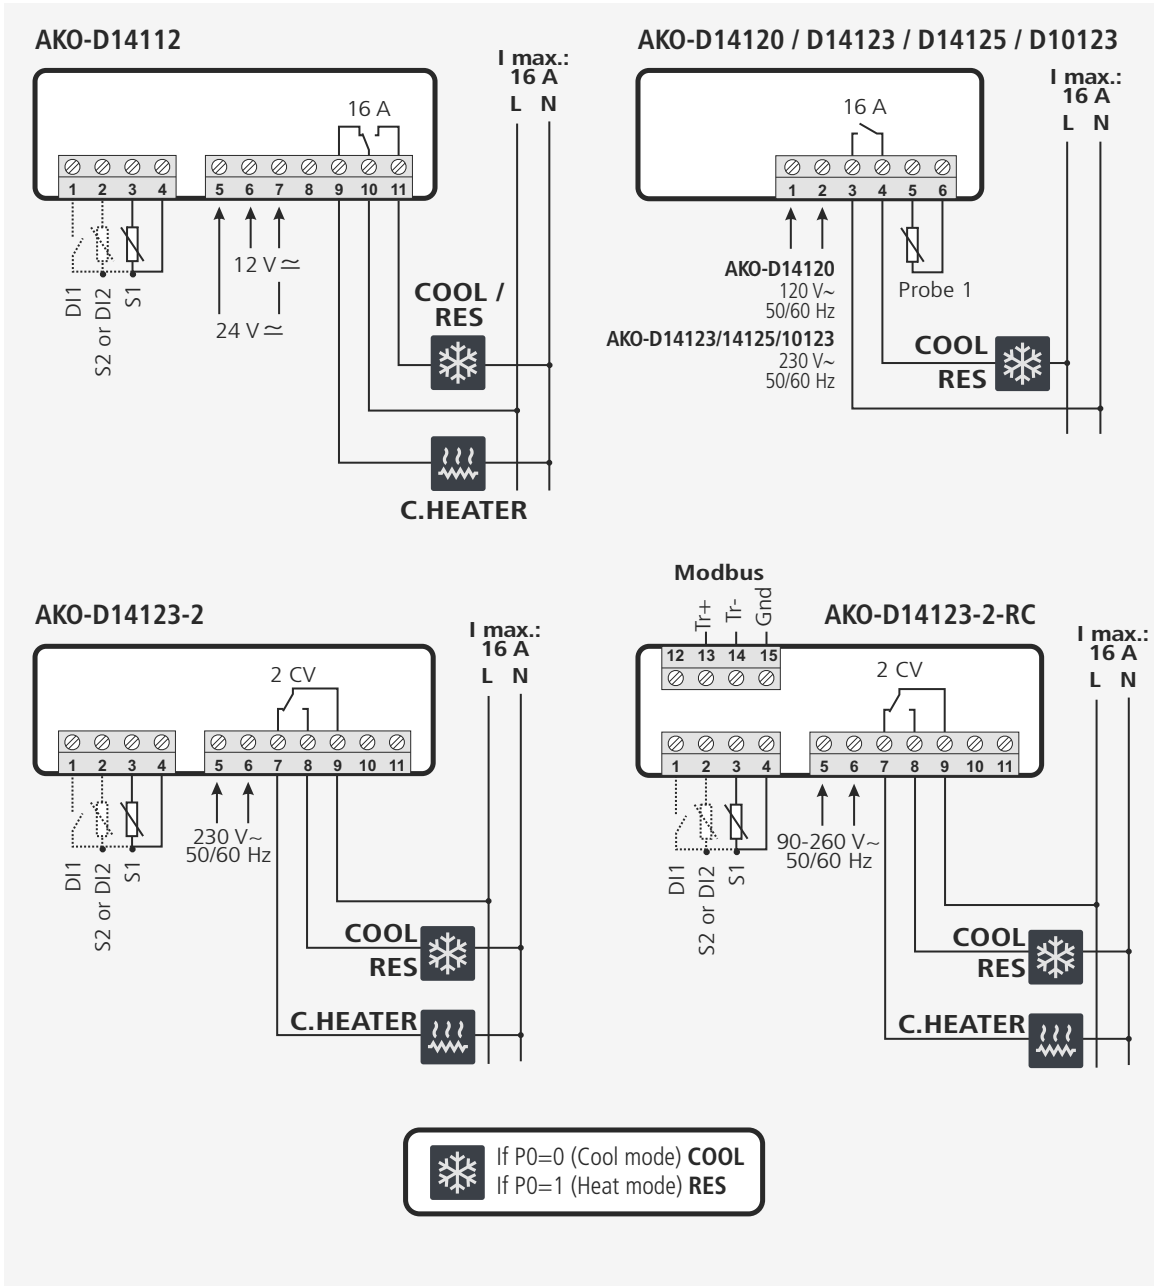 AKO-D14112
I max.:
16 A
L N
16 A
1 2 3 4 5 6 7 8 9 10 11
12 V ≂
24 V ≂
DI1
S2 or DI2
S1
COOL /
RES
C.HEATER
AKO-D14120 / D14123 / D14125 / D10123
I max.:
16 A
L N
16 A
1 2 3 4 5 6
AKO-D14120
120 V~
50/60 Hz
AKO-D14123/14125/10123
230 V~
50/60 Hz
Probe 1
COOL
RES
AKO-D14123-2
I max.:
16 A
L N
2 CV
1 2 3 4 5 6 7 8 9 10 11
230 V~
50/60 Hz
DI1
S2 or DI2
S1
COOL
RES
C.HEATER
Modbus
Tr+
Tr-
Gnd
AKO-D14123-2-RC
12 13 14 15
I max.:
16 A
L N
2 CV
1 2 3 4 5 6 7 8 9 10 11
90-260 V~
50/60 Hz
DI1
S2 or DI2
S1
COOL
RES
C.HEATER
If P0=0 (Cool mode) COOL
If P0=1 (Heat mode) RES